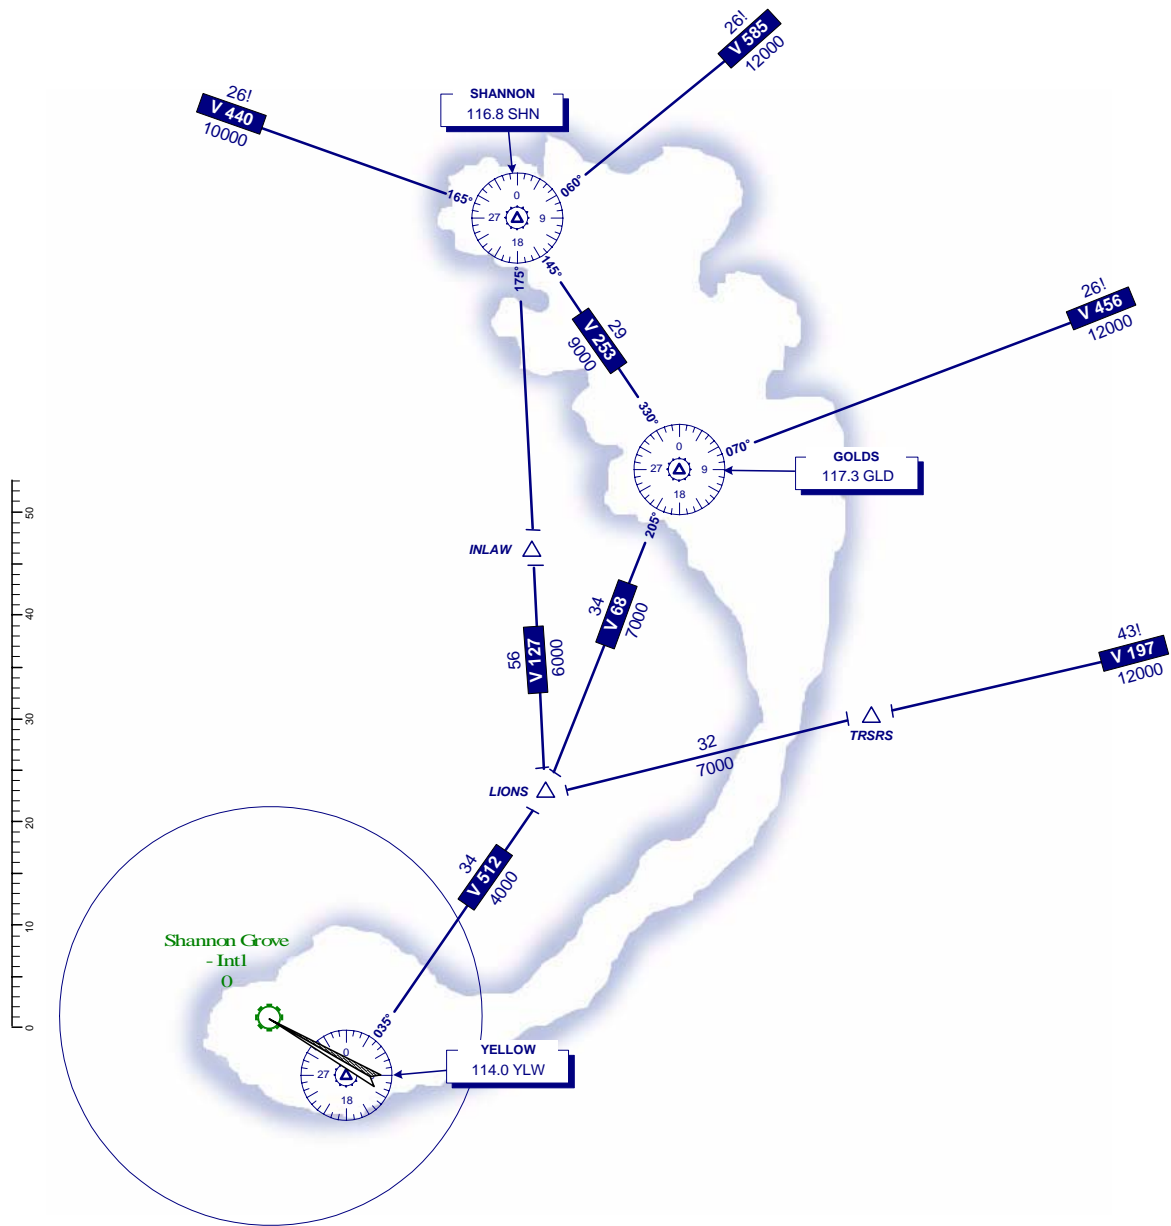 26!
V 585
12000
26!
V 440
10000
SHANNON
116.8 SHN
165°
060°
0
27
9
18
175°
145°
29
V 253
9000
26!
V 456
12000
330°
070°
0
27
9
18
GOLDS
117.3 GLD
205°
INLAW
34
V 68
7000
56
V 127
6000
43!
V 197
12000
TRSRS
32
7000
LIONS
34
V 512
4000
50
40
30
20
10
0
Shannon Grove
- Intl
0
035°
0
27
18
YELLOW
114.0 YLW